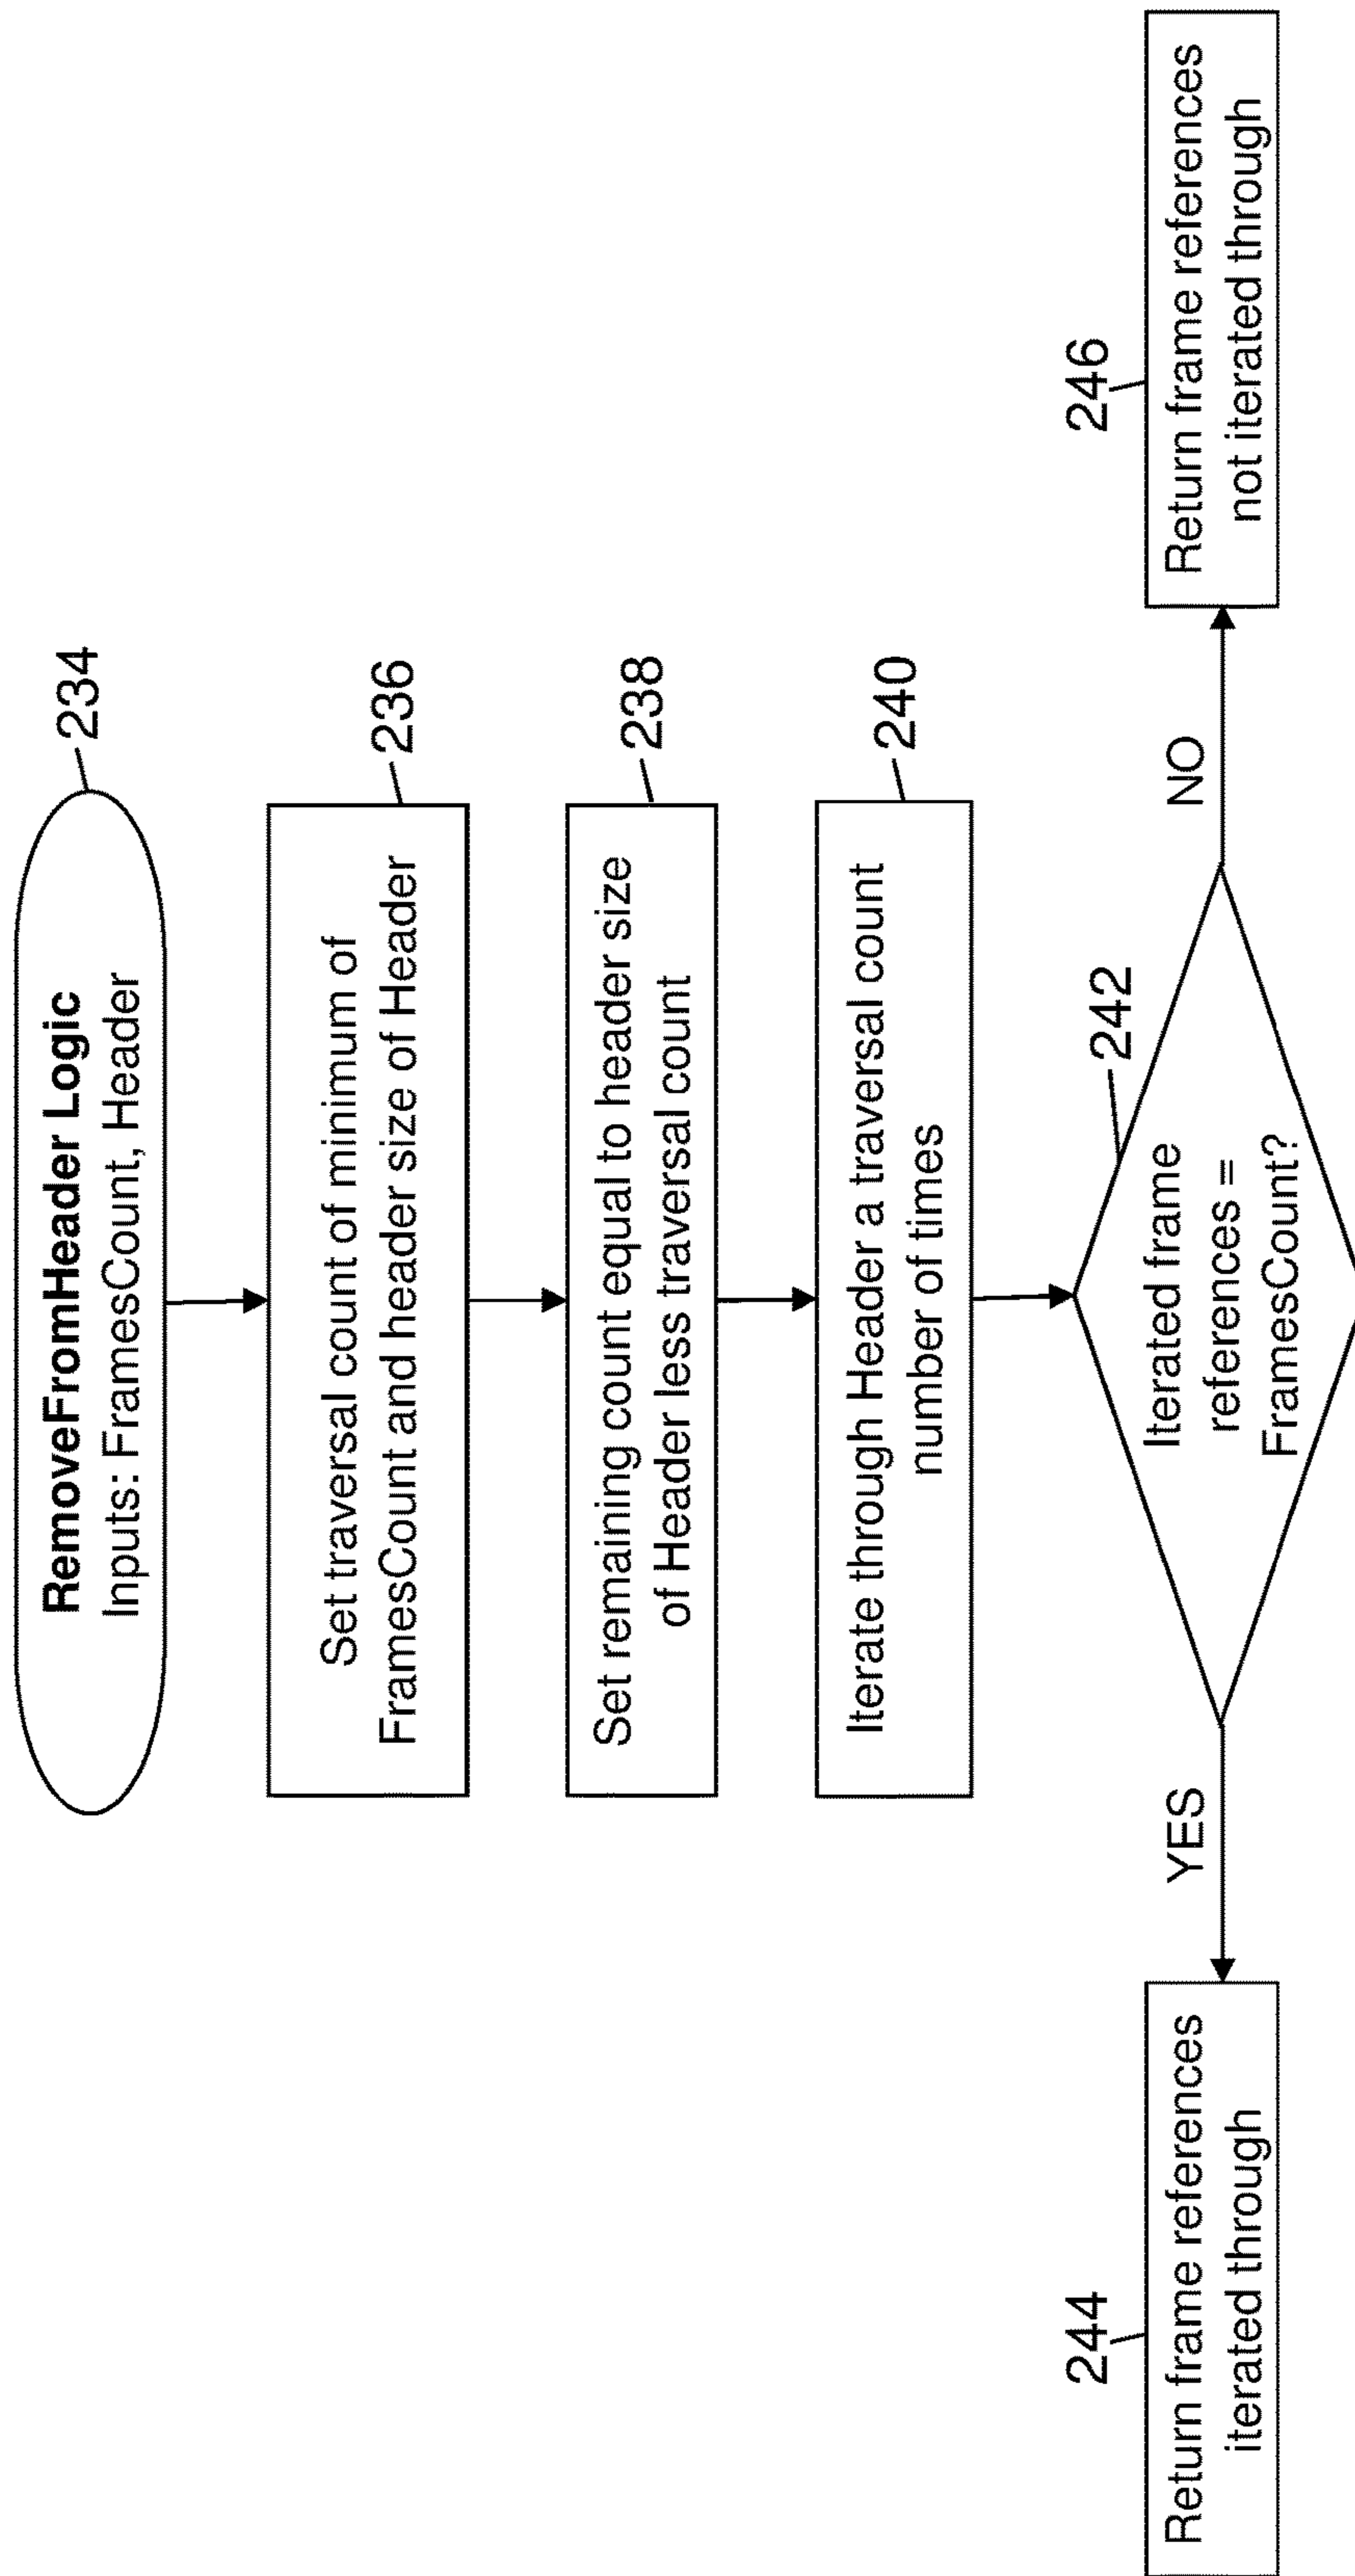 RemoveFromHeader Logic
Inputs: FramesCount, Header
234
Set traversal count of minimum of
FramesCount and header size of Header
236
Set remaining count equal to header size
of Header less traversal count
238
Iterate through Header a traversal count
number of times
240
Iterated frame
references =
FramesCount?
242
YES
NO
Return frame references
iterated through
244
Return frame references
not iterated through
246